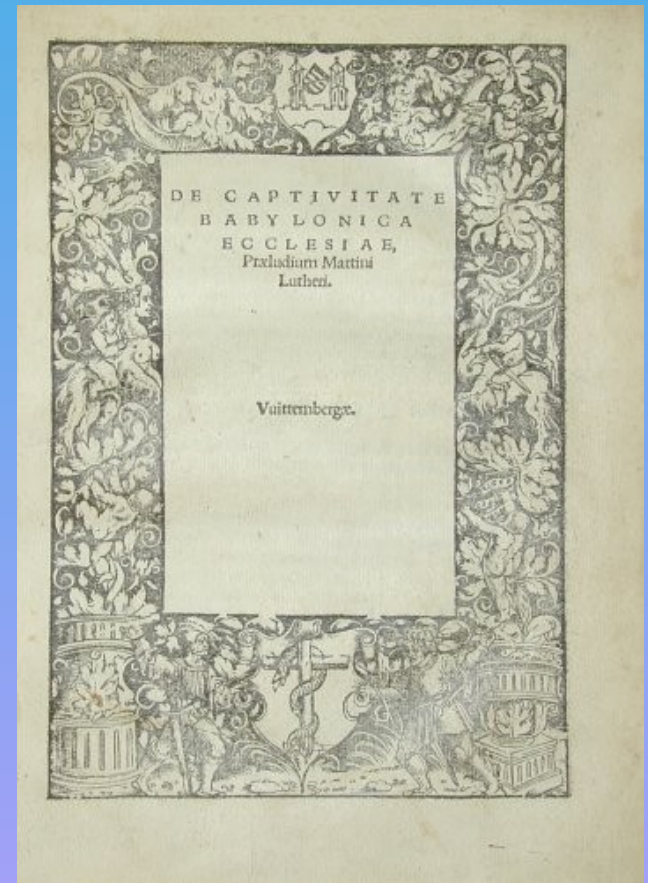 DE CAPTIVITATE
BABYLONICA
ECCLESIAE,
Præludium Martini
Lutheri.
Vuittembergæ.